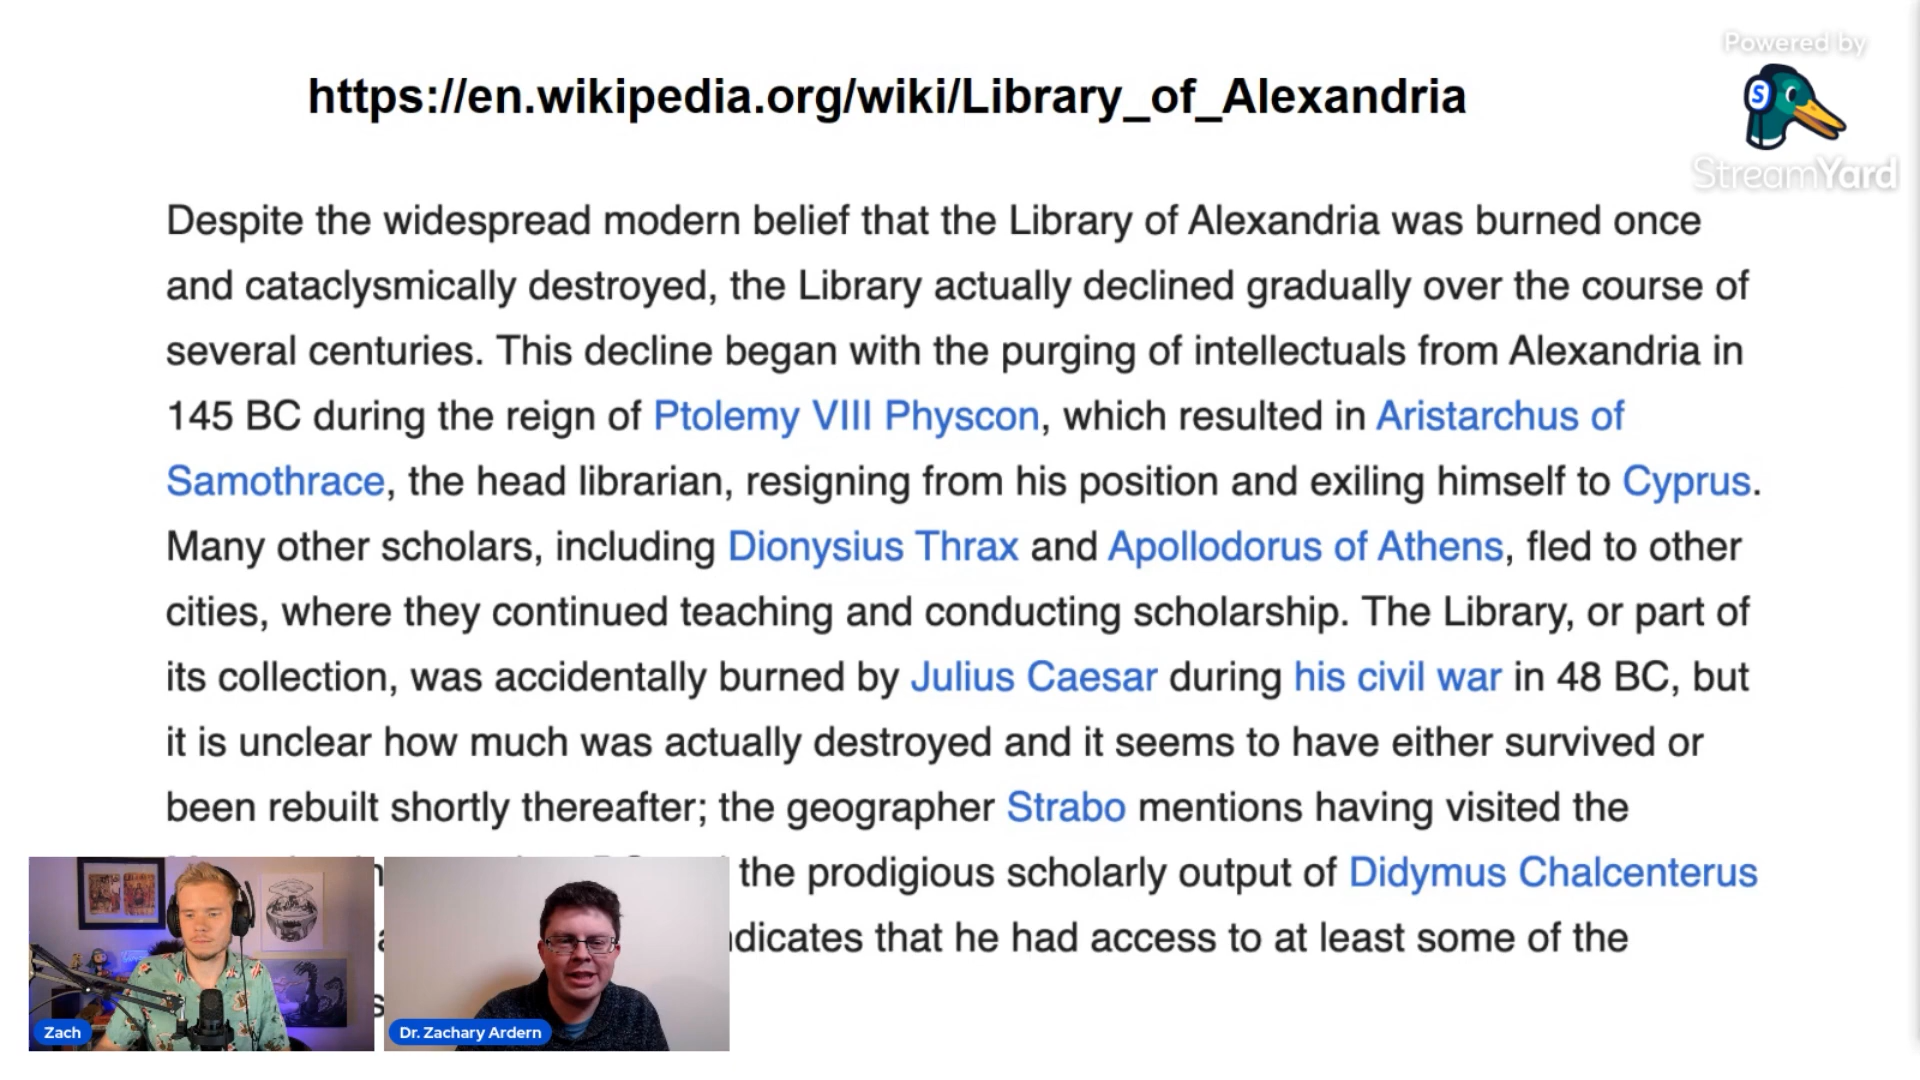 Powered by
StreamYard
https://en.wikipedia.org/wiki/Library_of_Alexandria
Despite the widespread modern belief that the Library of Alexandria was burned once
and cataclysmically destroyed, the Library actually declined gradually over the course of
several centuries. This decline began with the purging of intellectuals from Alexandria in
145 BC during the reign of Ptolemy VIII Physcon, which resulted in Aristarchus of
Samothrace, the head librarian, resigning from his position and exiling himself to Cyprus.
Many other scholars, including Dionysius Thrax and Apollodorus of Athens, fled to other
cities, where they continued teaching and conducting scholarship. The Library, or part of
its collection, was accidentally burned by Julius Caesar during his civil war in 48 BC, but
it is unclear how much was actually destroyed and it seems to have either survived or
been rebuilt shortly thereafter; the geographer Strabo mentions having visited the
the prodigious scholarly output of Didymus Chalcenterus
that he had access to at least some of the
Zach
Dr. Zachary Ardern